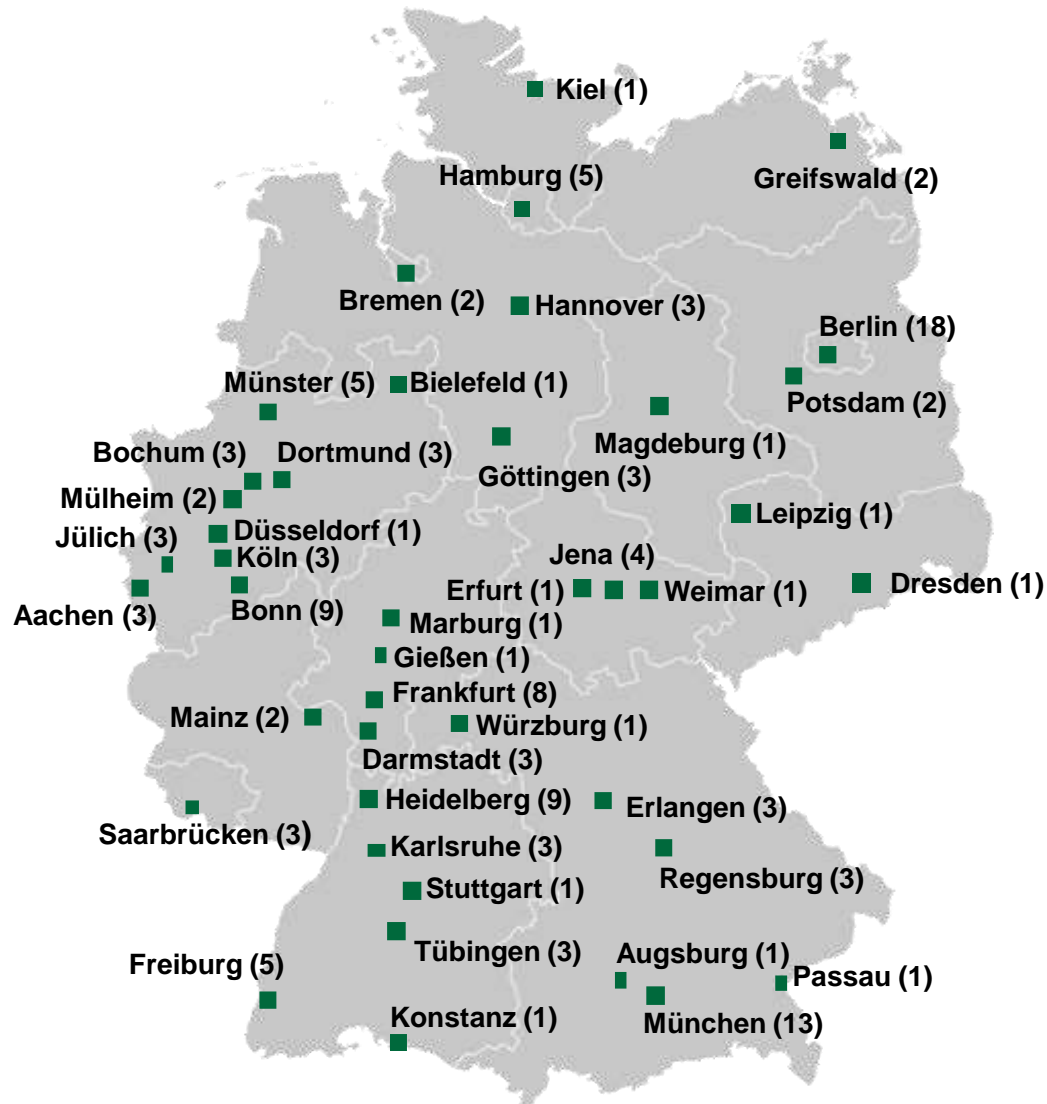 Kiel (1)
Greifswald (2)
Hamburg (5)
Bremen (2)
Hannover (3)
Berlin (18)
Potsdam (2)
Münster (5)
Bielefeld (1)
Magdeburg (1)
Bochum (3)
Dortmund (3)
Göttingen (3)
Mülheim (2)
Leipzig (1)
Jülich (3)
Düsseldorf (1)
Köln (3)
Jena (4)
Erfurt (1)
Weimar (1)
Dresden (1)
Aachen (3)
Bonn (9)
Marburg (1)
Gießen (1)
Frankfurt (8)
Mainz (2)
Würzburg (1)
Darmstadt (3)
Heidelberg (9)
Erlangen (3)
Saarbrücken (3)
Karlsruhe (3)
Regensburg (3)
Stuttgart (1)
Tübingen (3)
Augsburg (1)
Freiburg (5)
Passau (1)
Konstanz (1)
München (13)